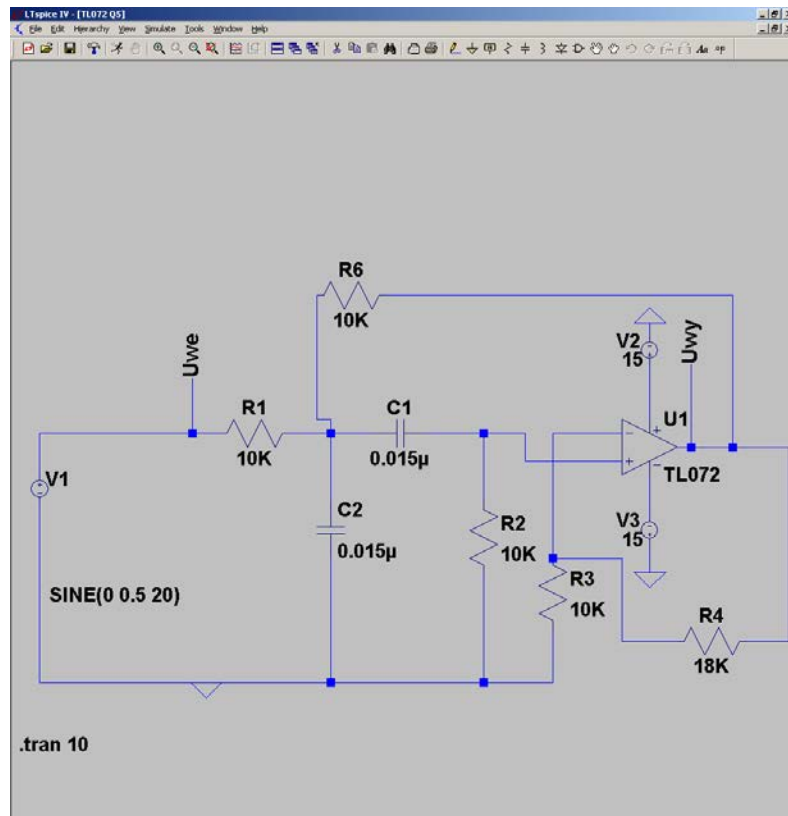 LTspice IV - [TL072 Q5]
File Edit Hierarchy View Simulate Tools Window Help
R6
10K
Uwe
V2
15
Uwy
R1
10K
C1
0.015µ
U1
TL072
V1
C2
0.015µ
R2
10K
V3
15
R3
10K
R4
18K
SINE(0 0.5 20)
.tran 10